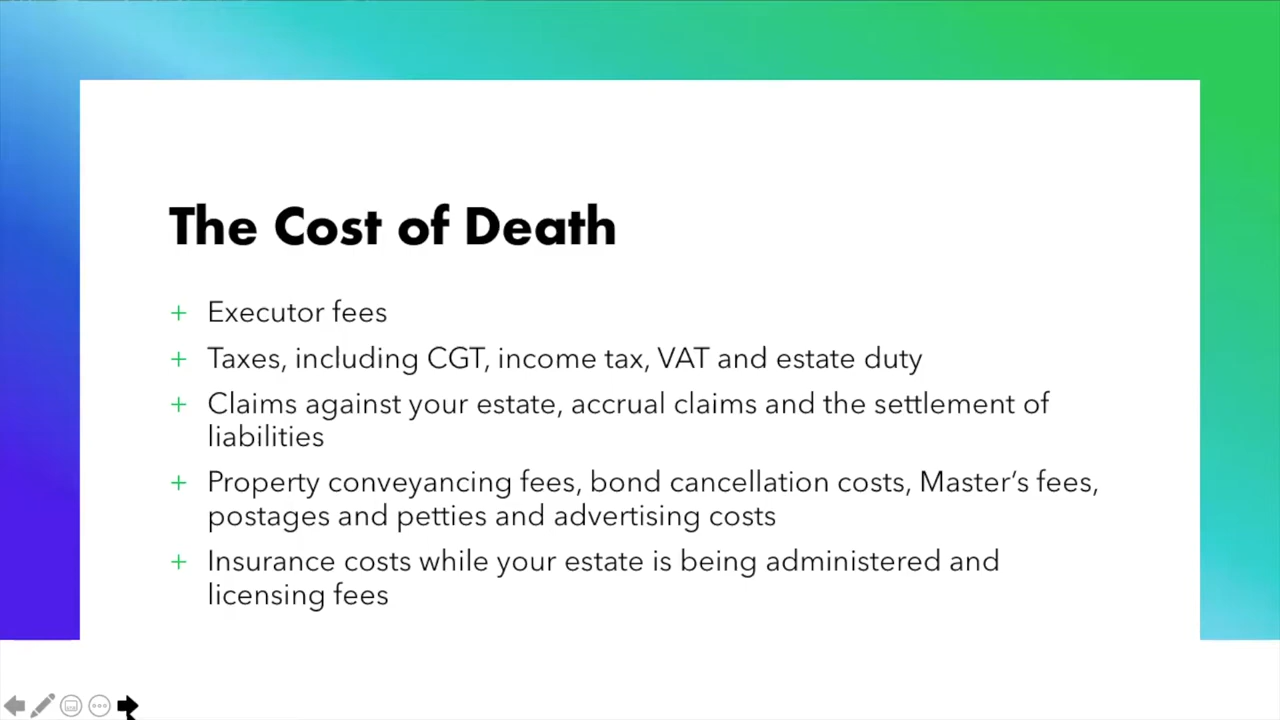 The Cost of Death
+ Executor fees
+ Taxes, including CGT, income tax, VAT and estate duty
+ Claims against your estate, accrual claims and the settlement of
liabilities
+ Property conveyancing fees, bond cancellation costs, Master’s fees,
postages and petties and advertising costs
+ Insurance costs while your estate is being administered and
licensing fees